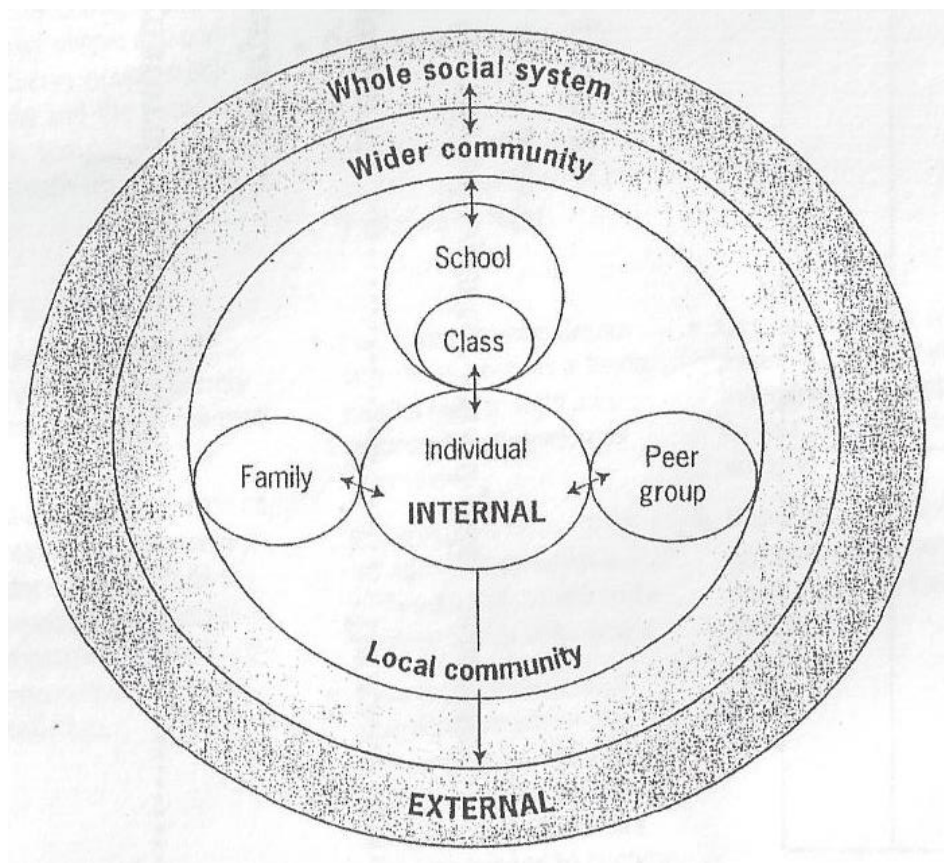 Whole social system
Wider community
School
Class
Individual
Family
Peer
group
INTERNAL
Local community
EXTERNAL